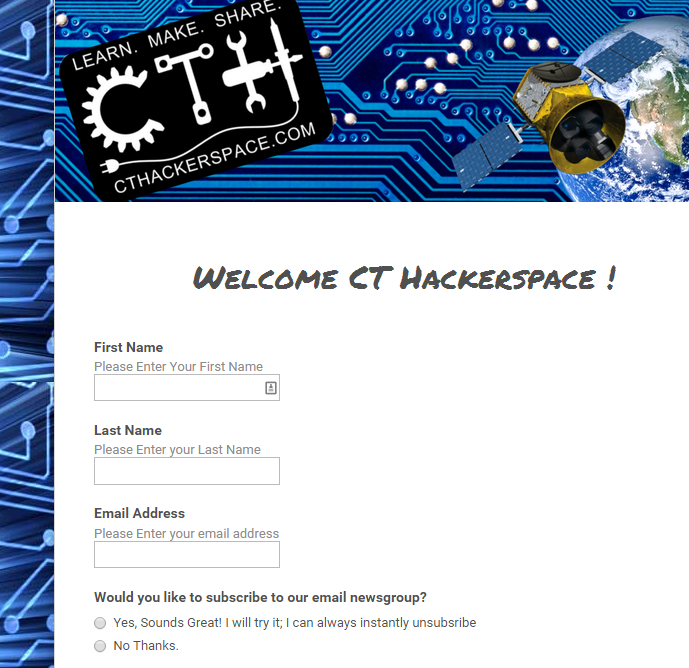 LEARN. MAKE. SHARE.
CTH
CTHACKERSPACE.COM
Welcome CT Hackerspace !
First Name
Please Enter Your First Name
Last Name
Please Enter your Last Name
Email Address
Please Enter your email address
Would you like to subscribe to our email newsgroup?
Yes, Sounds Great! I will try it; I can always instantly unsubsribe
No Thanks.